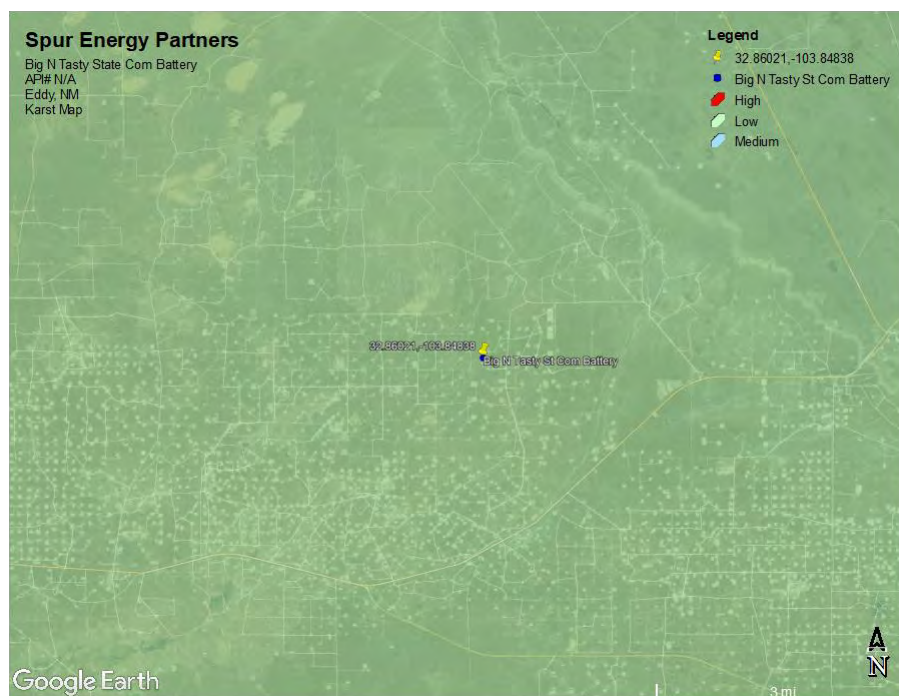 Spur Energy Partners
Big N Tasty State Com Battery
API# N/A
Eddy, NM
Karst Map
Legend
32.86021,-103.84838
Big N Tasty St Com Battery
High
Low
Medium
32.86021,-103.84838
Big N Tasty St Com Battery
Google Earth
3 mi
N